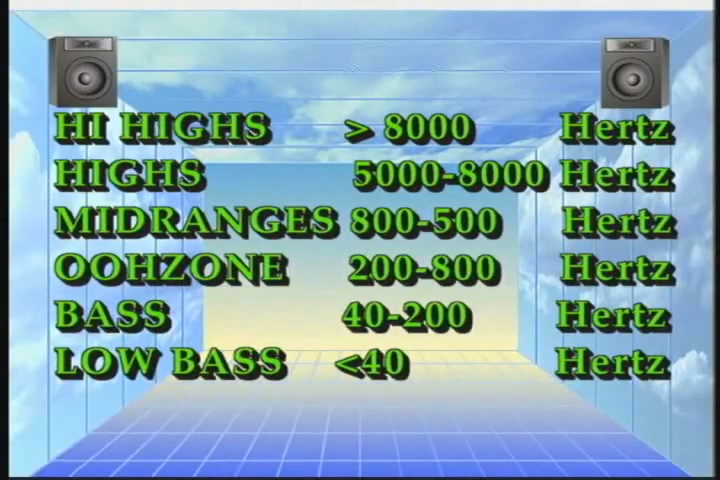 HI HIGHS > 8000 Hertz
HIGHS 5000-8000 Hertz
MIDRANGES 800-500 Hertz
OOHZONE 200-800 Hertz
BASS 40-200 Hertz
LOW BASS <40 Hertz